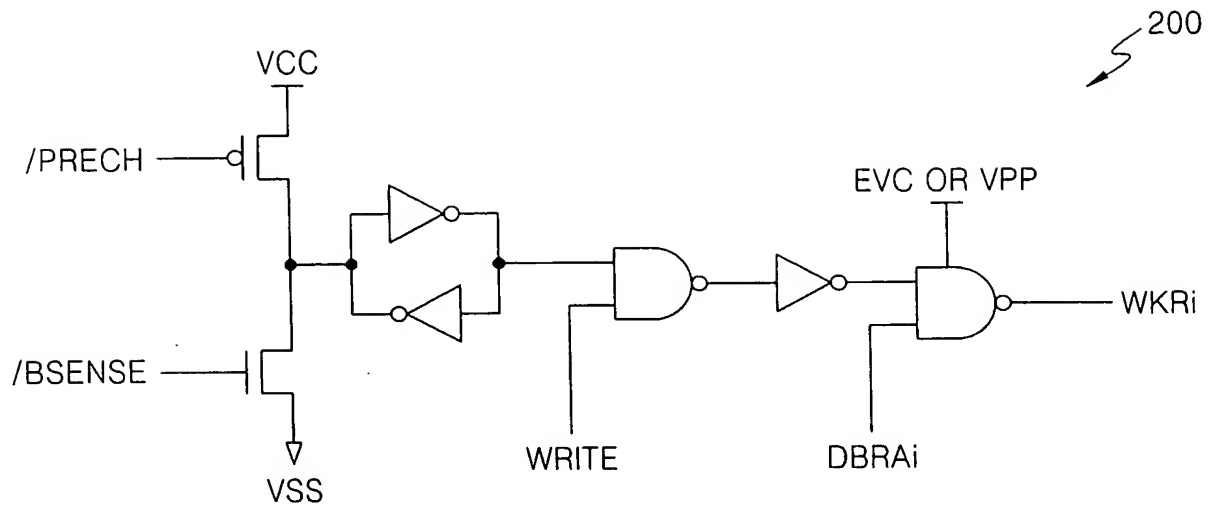 200
VCC
/PRECH
EVC OR VPP
WKRi
/BSENSE
WRITE
DBRAi
VSS